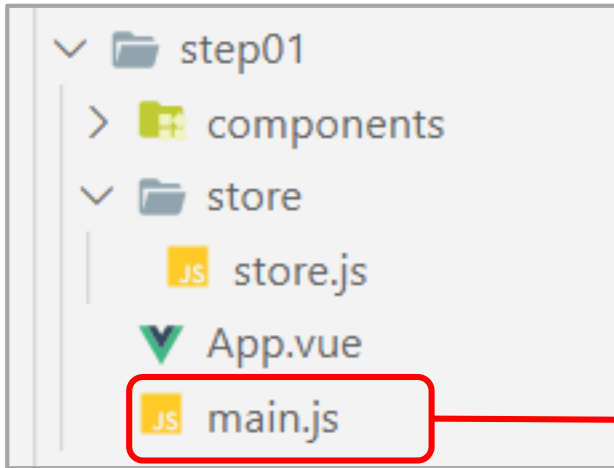 step01
components
store
JS store.js
App.vue
JS main.js